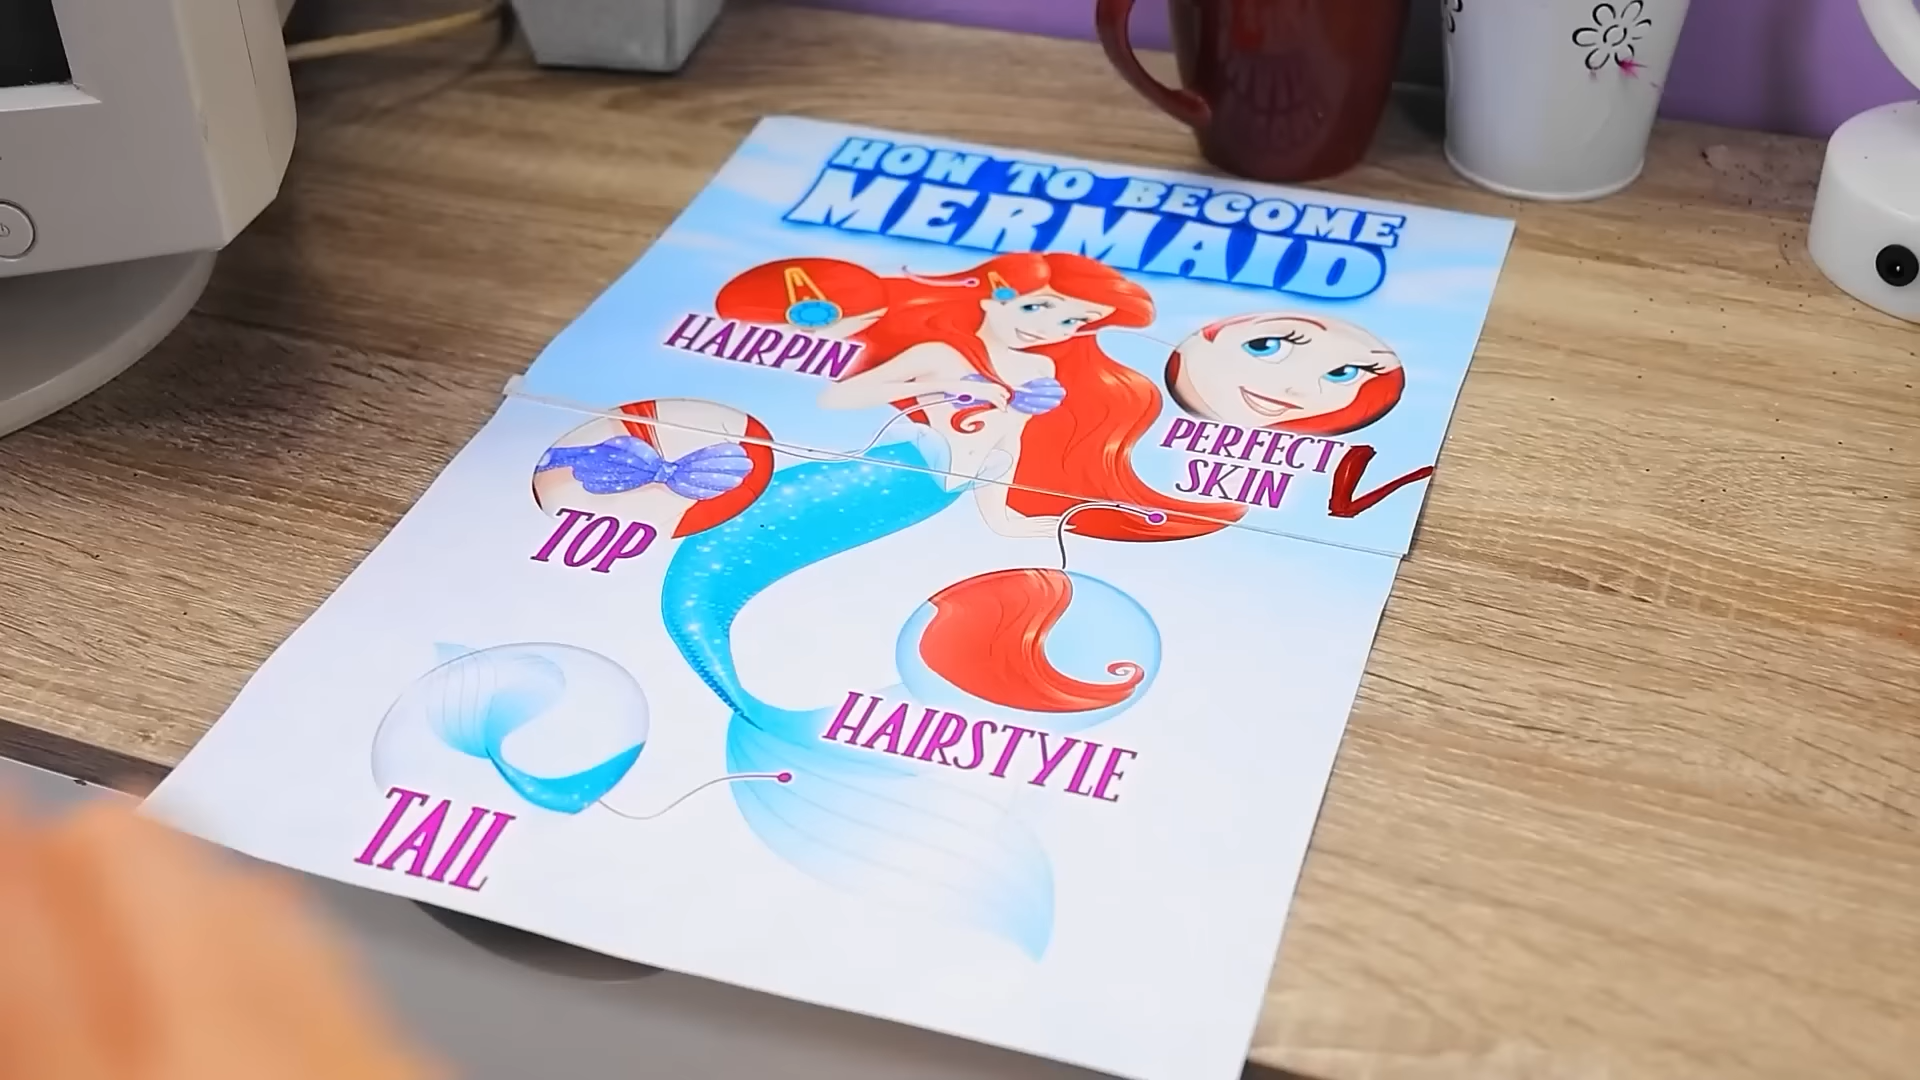 HOW TO BECOME
MERMAID
HAIRPIN
PERFECT
SKIN
TOP
HAIRSTYLE
TAIL